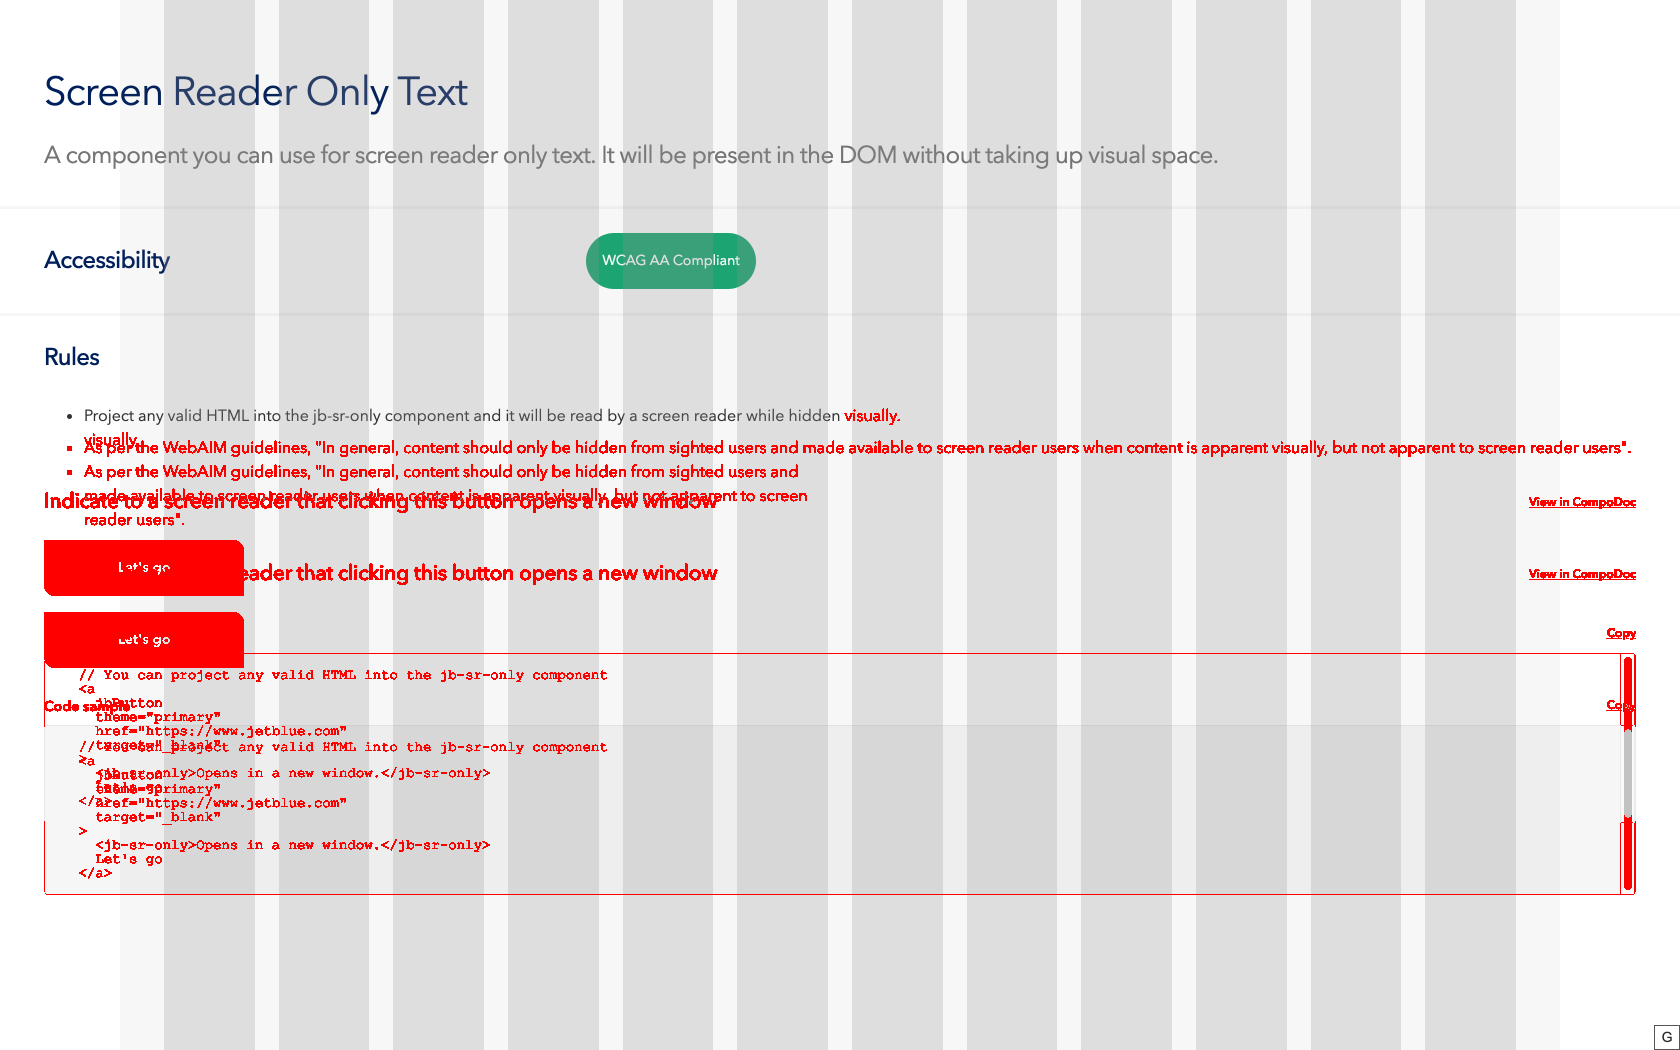 Screen Reader Only Text
A component you can use for screen reader only text. It will be present in the DOM without taking up visual space.
Accessibility
WCAG AA Compliant
Rules
Project any valid HTML into the jb-sr-only component and it will be read by a screen reader while hidden visually.
visually.
As per the WebAIM guidelines, "In general, content should only be hidden from sighted users and made available to screen reader users when content is apparent visually, but not apparent to screen reader users".
As per the WebAIM guidelines, "In general, content should only be hidden from sighted users and
made available to screen reader users when content is apparent visually, but not apparent to screen
Indicate to a screen reader that clicking this button opens a new window
View in CompoDoc
reader users".
Let's go
eader that clicking this button opens a new window
View in CompoDoc
Let's go
Copy
// You can project any valid HTML into the jb-sr-only component
<a
jbButton
Code sample
Copy
theme="primary"
href="https://www.jetblue.com"
target="_blank"
// You can project any valid HTML into the jb-sr-only component
>
<a
<jb-sr-only>Opens in a new window.</jb-sr-only>
jbButton
Let's go
theme="primary"
</a>
href="https://www.jetblue.com"
target="_blank"
>
<jb-sr-only>Opens in a new window.</jb-sr-only>
Let's go
</a>
G